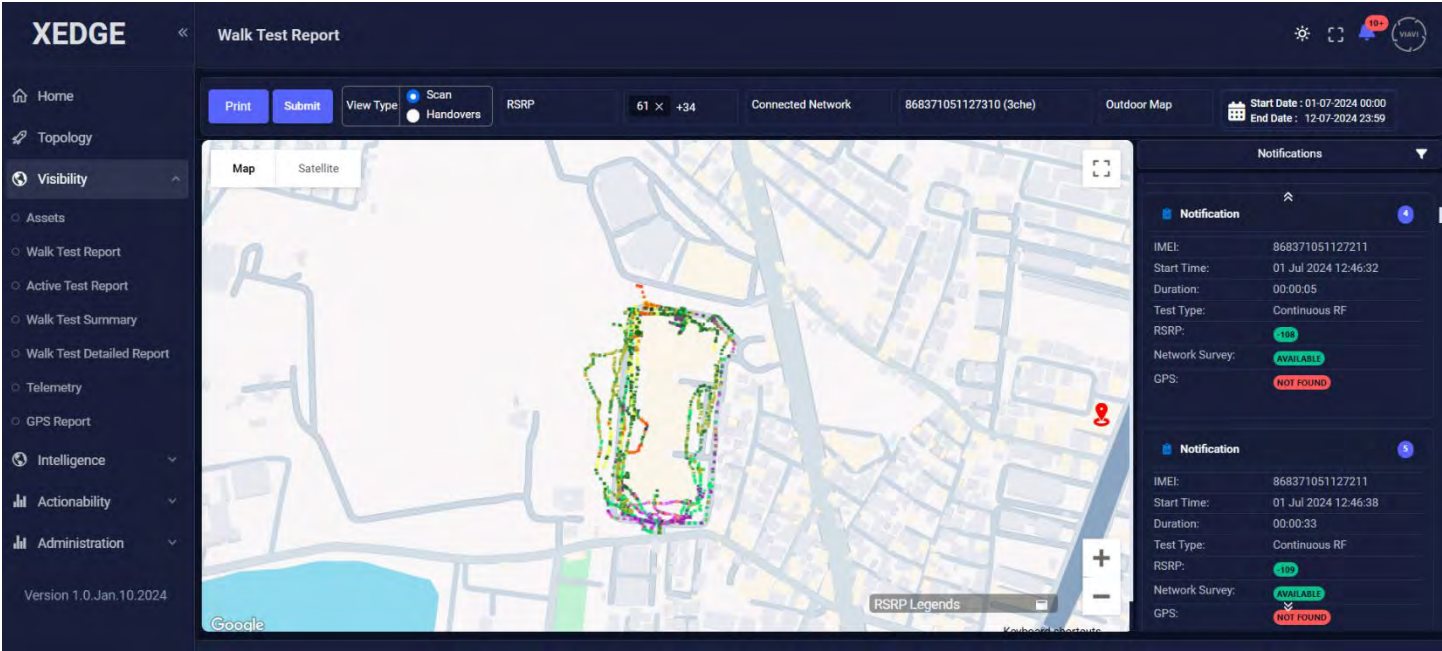 XEDGE «
Walk Test Report
10+
VIAVI
Home
Topology
Visibility
Assets
Walk Test Report
Active Test Report
Walk Test Summary
Walk Test Detailed Report
Telemetry
GPS Report
Intelligence
Actionability
Administration
Version 1.0.Jan.10.2024
Print Submit View Type Scan RSRP 61 × +34 Connected Network 868371051127310 (3che) Outdoor Map Start Date : 01-07-2024 00:00
Handovers End Date : 12-07-2024 23:59
Map Satellite
RSRP Legends
+
−
Google
Keyboard shortcuts
Notifications
Notification 4
IMEI: 868371051127211
Start Time: 01 Jul 2024 12:46:32
Duration: 00:00:05
Test Type: Continuous RF
RSRP: -108
Network Survey: AVAILABLE
GPS: NOT FOUND
Notification 5
IMEI: 868371051127211
Start Time: 01 Jul 2024 12:46:38
Duration: 00:00:33
Test Type: Continuous RF
RSRP: -109
Network Survey: AVAILABLE
GPS: NOT FOUND